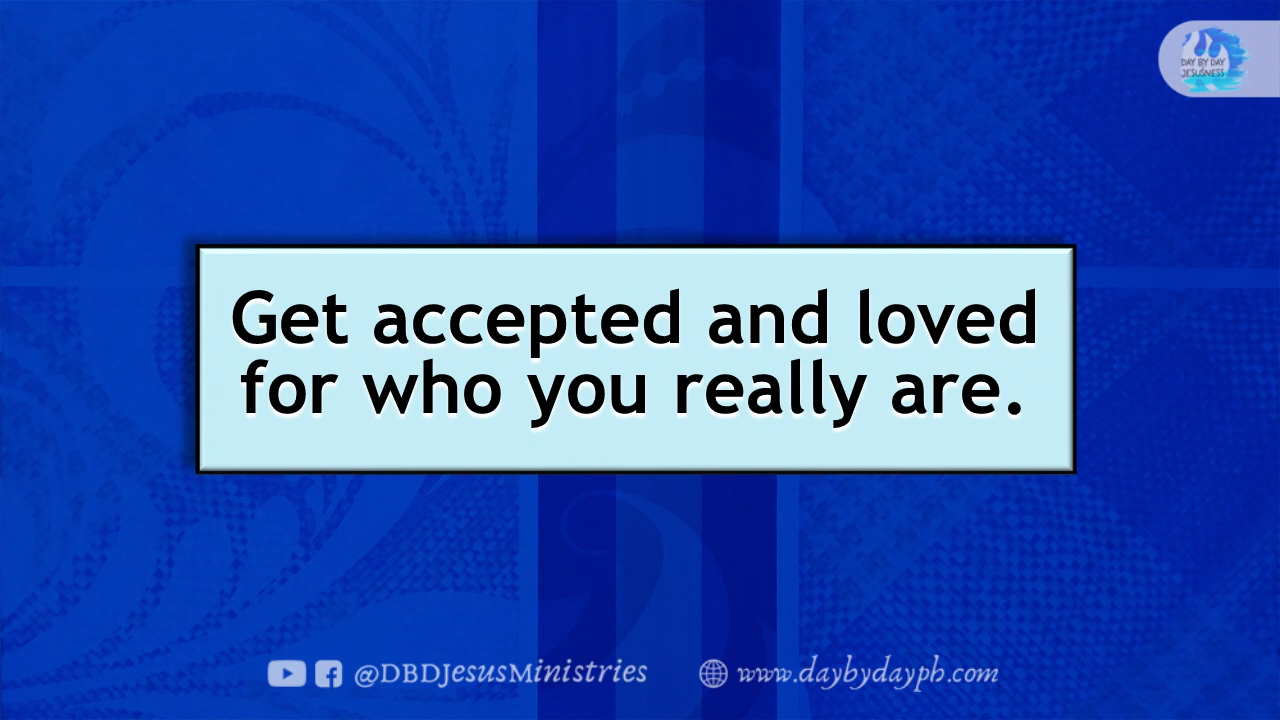 DAY BY DAY
JESUSNESS
Get accepted and loved
for who you really are.
@DBDJesusMinistries
www.daybydayph.com